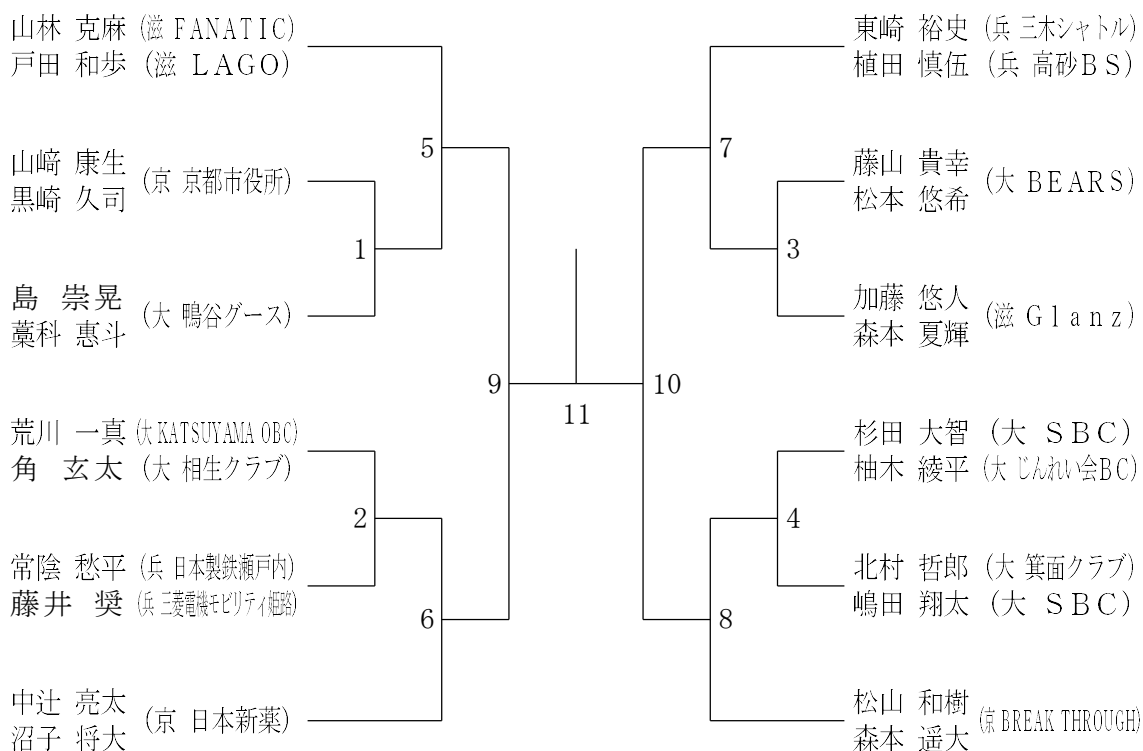 山林 克麻 (滋 FANATIC)
戸田 和歩 (滋 LAGO)
山﨑 康生
黒崎 久司
(京 京都市役所)
島 崇晃
藁科 惠斗
(大 鴨谷グース)
荒川 一真 (大 KATSUYAMA OBC)
角 玄太 (大 相生クラブ)
常陰 愁平 (兵 日本製鉄瀬戸内)
藤井 奨 (兵 三菱電機モビリティ姫路)
中辻 亮太
沼子 将大
(京 日本新薬)
5
1
9
2
6
11
7
3
10
4
8
東崎 裕史 (兵 三木シャトル)
植田 慎伍 (兵 高砂BS)
藤山 貴幸
松本 悠希
(大 BEARS)
加藤 悠人
森本 夏輝
(滋 Glanz)
杉田 大智 (大 SBC)
柚木 綾平 (大 じんれい会BC)
北村 哲郎 (大 箕面クラブ)
嶋田 翔太 (大 SBC)
松山 和樹
森本 遥大
(京 BREAK THROUGH)